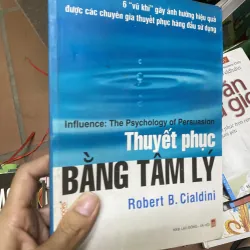 6 "vũ khí" gây ảnh hưởng hiệu quả
được các chuyên gia thuyết phục hàng đầu sử dụng
Influence: The Psychology of Persuasion
Thuyết phục
BẰNG TÂM LÝ
Robert B. Cialdini